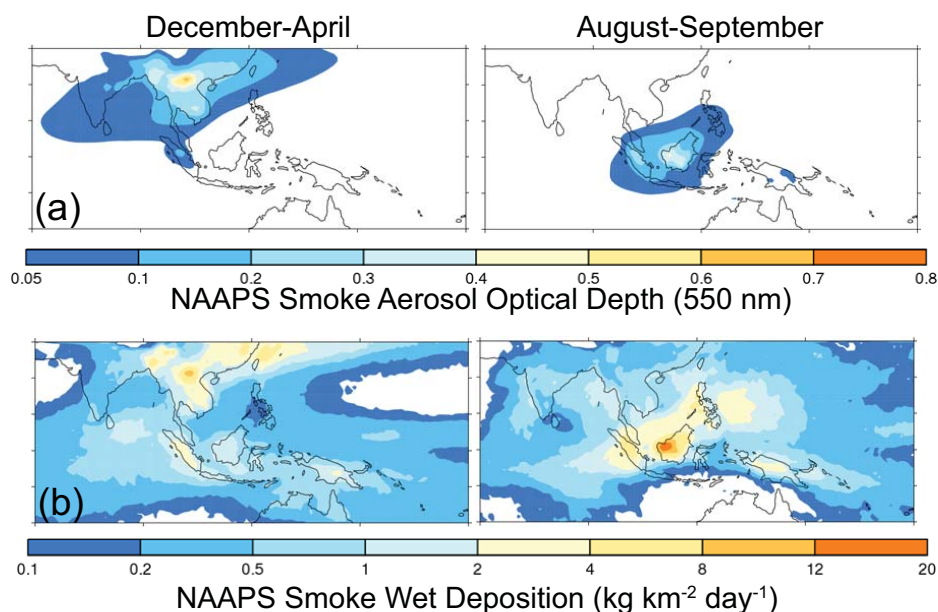 December-April August-September
(a)
0.05 0.1 0.2 0.3 0.4 0.5 0.6 0.7 0.8
NAAPS Smoke Aerosol Optical Depth (550 nm)
(b)
0.1 0.2 0.5 1 2 4 8 12 20
NAAPS Smoke Wet Deposition (kg km⁻² day⁻¹)